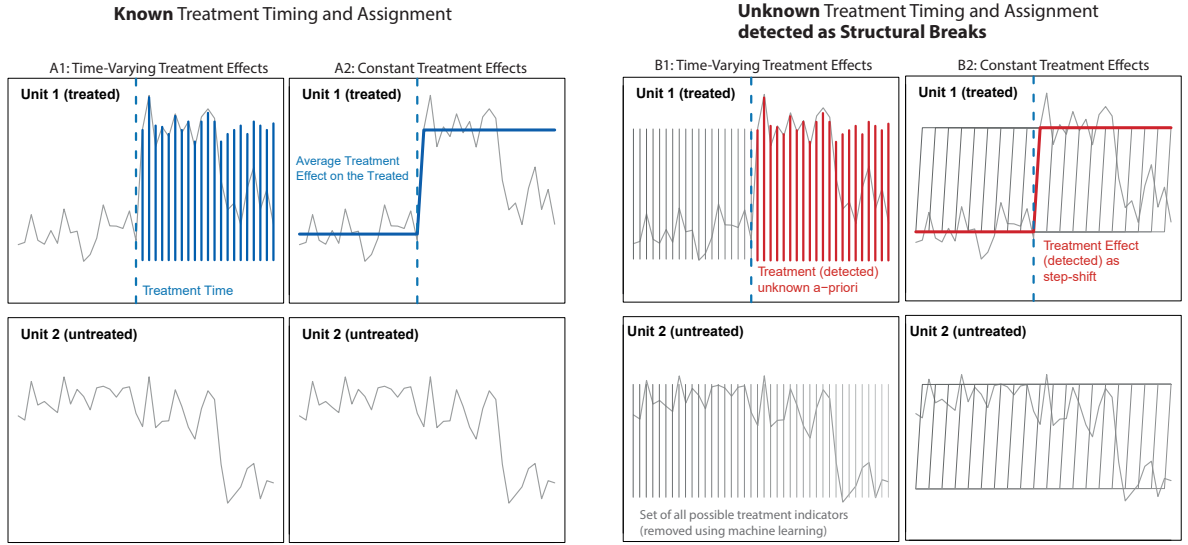 Known Treatment Timing and Assignment
A1: Time-Varying Treatment Effects
Unit 1 (treated)
Treatment Time
A2: Constant Treatment Effects
Unit 1 (treated)
Average Treatment
Effect on the Treated
Unit 2 (untreated)
Unit 2 (untreated)
Unknown Treatment Timing and Assignment
detected as Structural Breaks
B1: Time-Varying Treatment Effects
Unit 1 (treated)
Treatment (detected)
unknown a−priori
B2: Constant Treatment Effects
Unit 1 (treated)
Treatment Effect
(detected) as
step-shift
Unit 2 (untreated)
Set of all possible treatment indicators
(removed using machine learning)
Unit 2 (untreated)